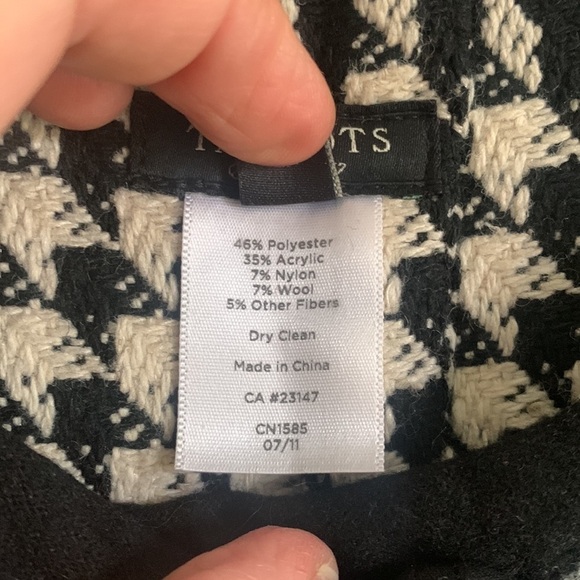 46% Polyester
35% Acrylic
7% Nylon
7% Wool
5% Other Fibers
Dry Clean
Made in China
CA #23147
CN1585
07/11